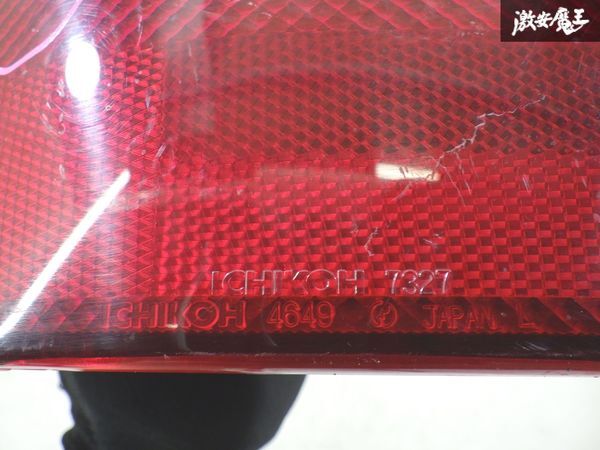 激安魔王
ICHIKOH 7327
ICHIKOH 4649 JAPAN L